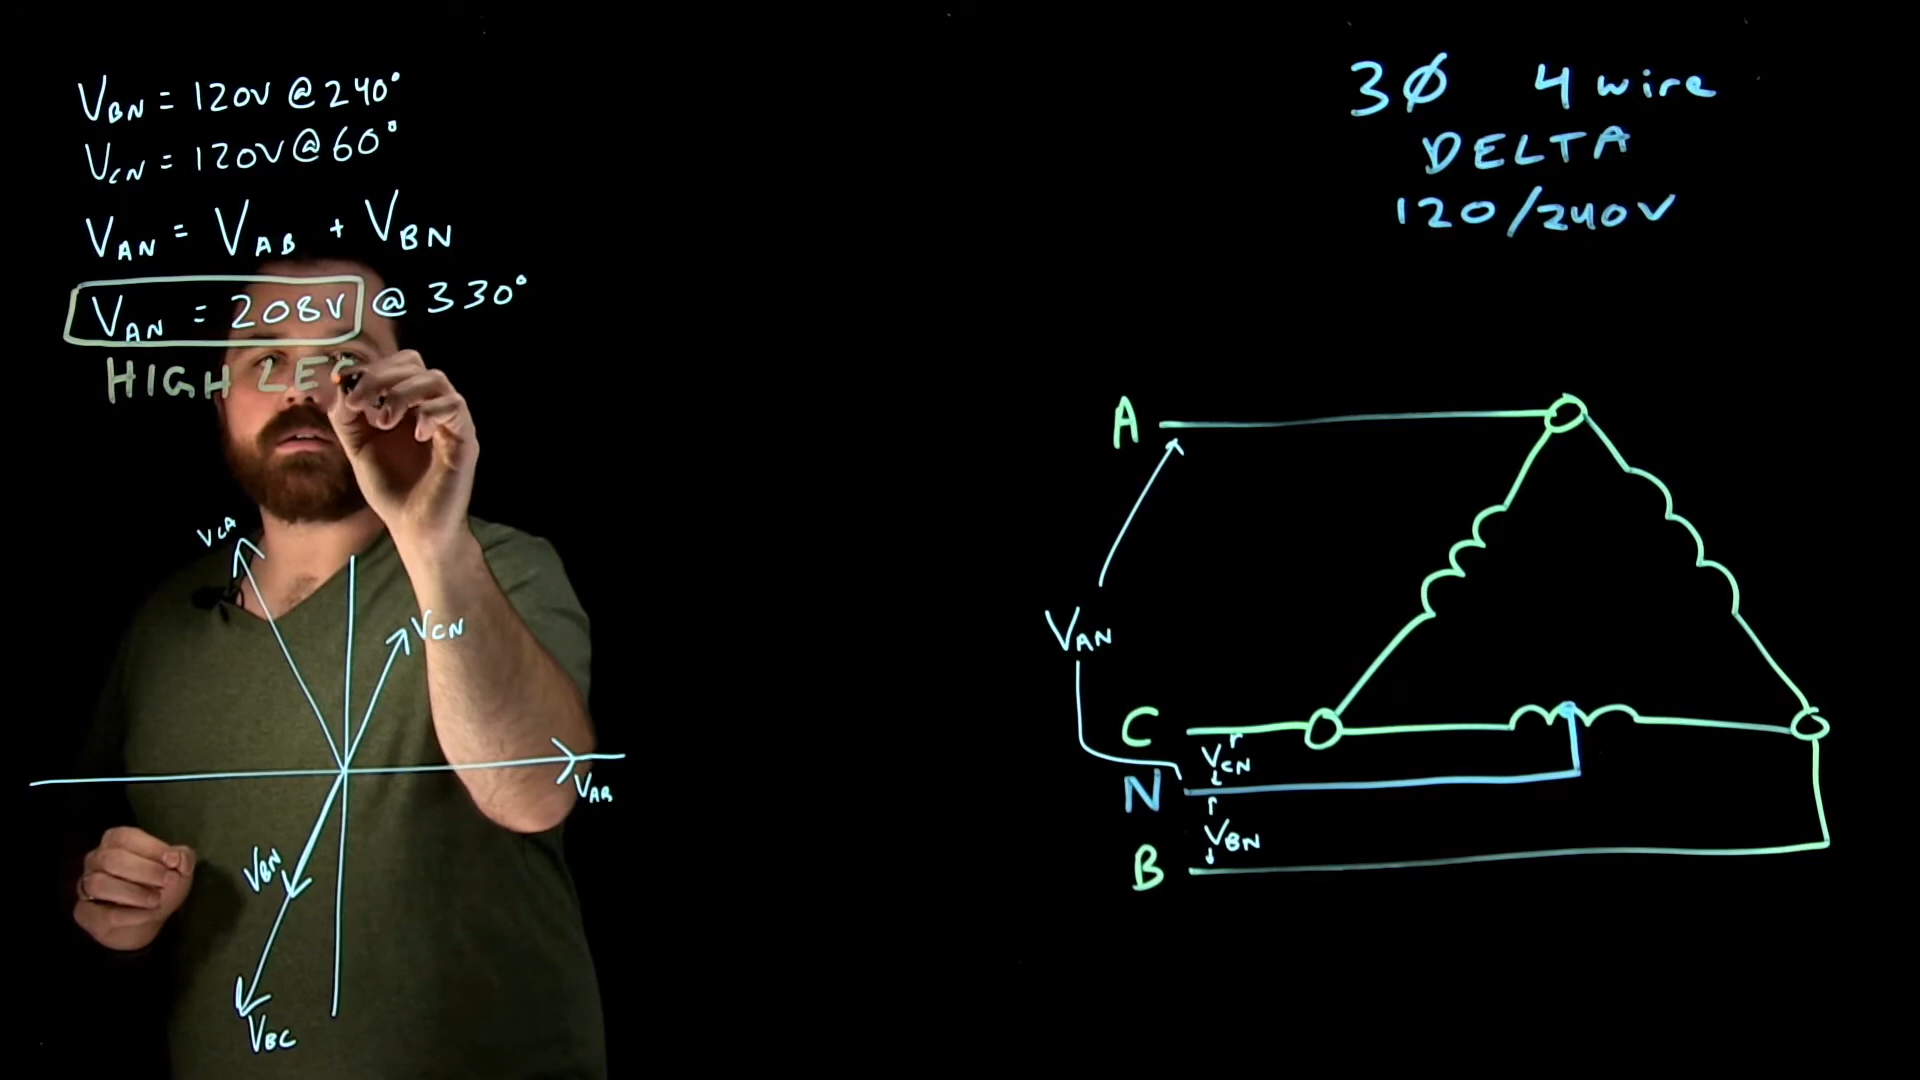 V_BN = 120V @ 240°
V_CN = 120V @ 60°
V_AN = V_AB + V_BN
V_AN = 208V @ 330°
HIGH LEG
3Ø 4 wire
DELTA
120/240V
A
V_AN
C
V_CN
N
V_BN
B
V_CA
V_CN
V_AB
V_BN
V_BC